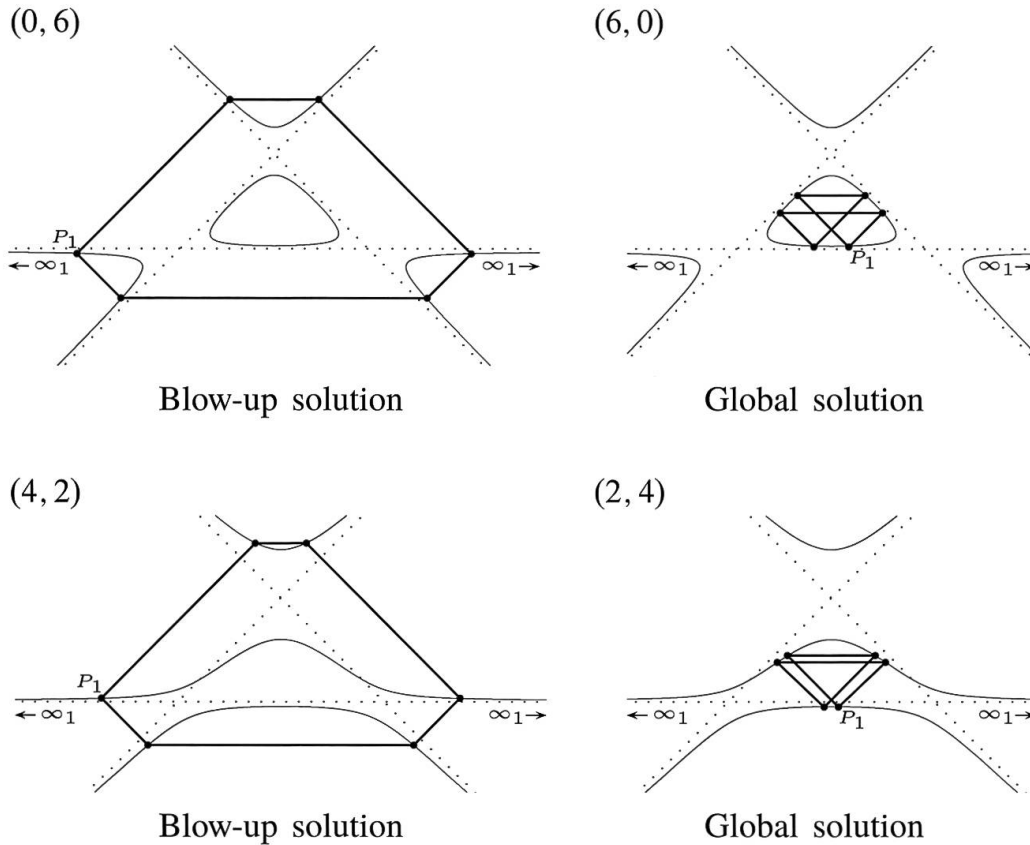 (0, 6)
(6, 0)
P₁
← ∞₁
∞₁ →
← ∞₁
∞₁ →
P₁
Blow-up solution
Global solution
(4, 2)
(2, 4)
P₁
← ∞₁
∞₁ →
← ∞₁
∞₁ →
P₁
Blow-up solution
Global solution